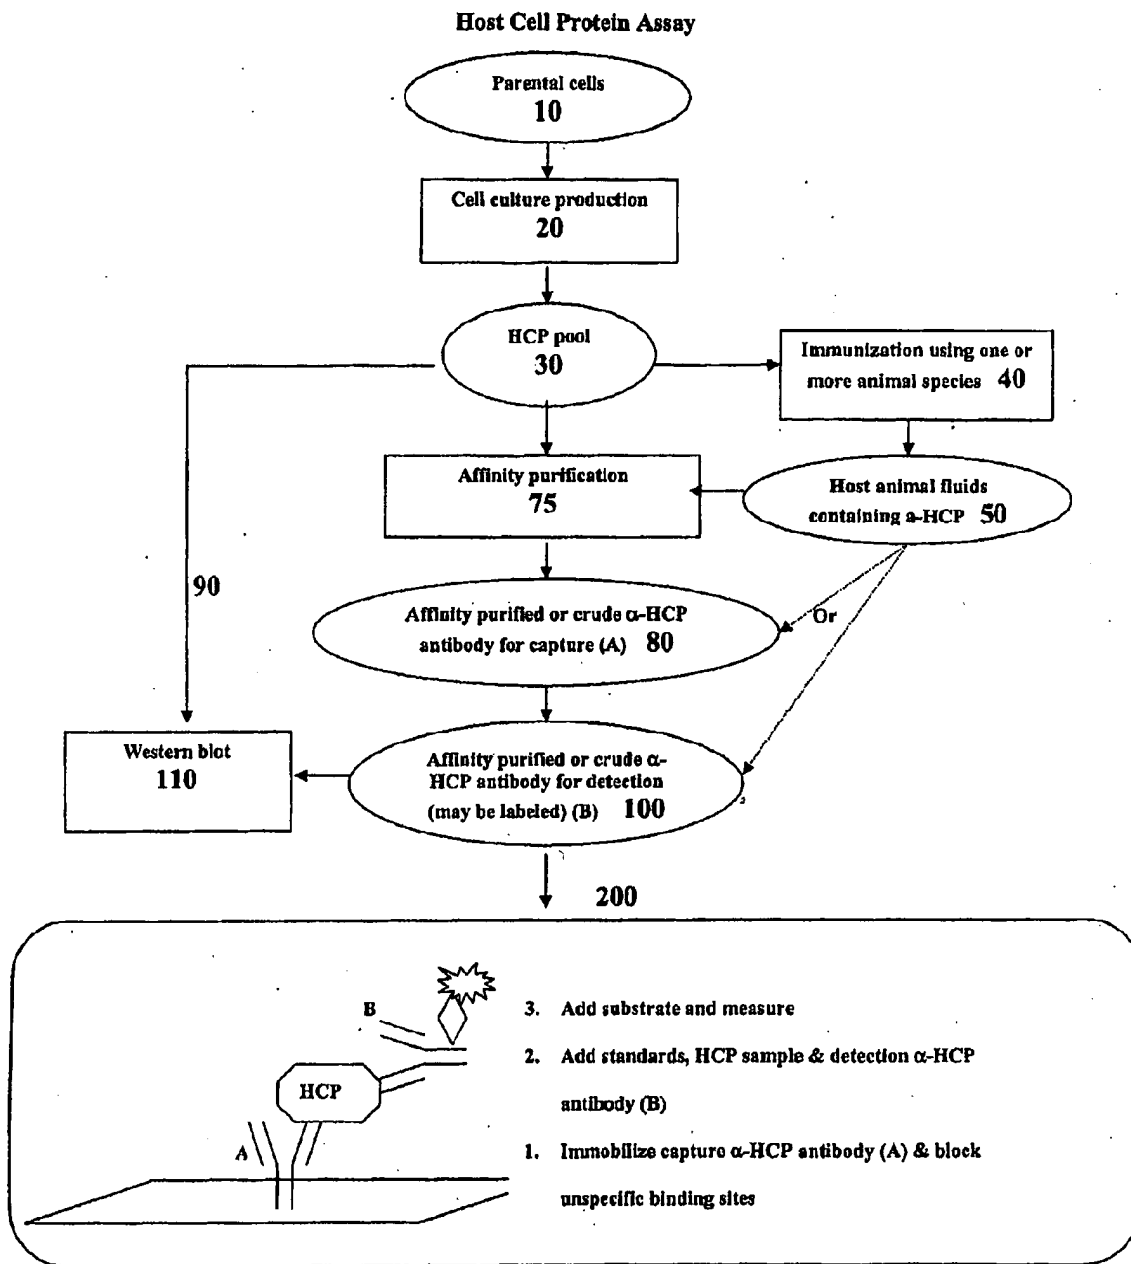 Host Cell Protein Assay
Parental cells
10
Cell culture production
20
HCP pool
30
Immunization using one or
more animal species 40
Affinity purification
75
Host animal fluids
containing a-HCP 50
90
Affinity purified or crude α-HCP
antibody for capture (A) 80
Or
Western blot
110
Affinity purified or crude α-
HCP antibody for detection
(may be labeled) (B) 100
200
B
HCP
A
3. Add substrate and measure
2. Add standards, HCP sample & detection α-HCP
antibody (B)
1. Immobilize capture α-HCP antibody (A) & block
unspecific binding sites